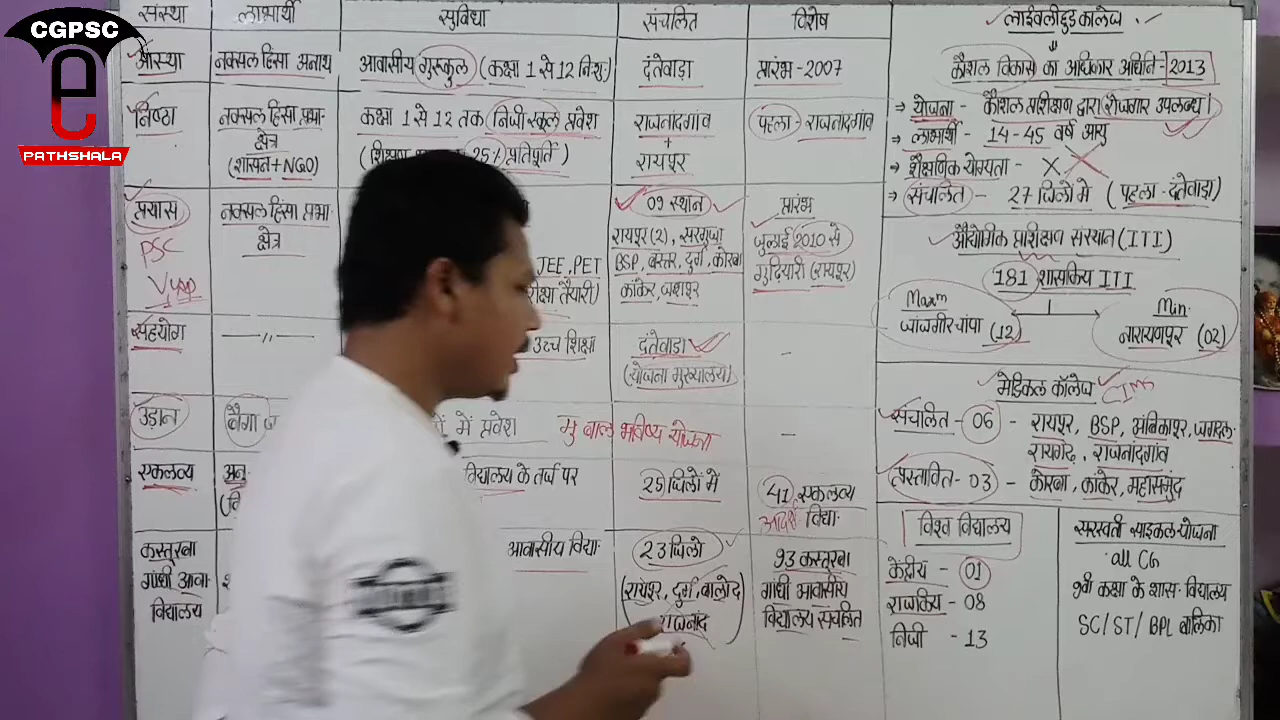 CGPSC
e
PATHSHALA
संस्था लाभार्थी सुविधा संचालित विशेष
आस्था नक्सल हिंसा अनाथ आवासीय गुरुकुल (कक्षा 1 से 12 निःशु.) दंतेवाड़ा प्रारंभ - 2007
निष्ठा नक्सल हिंसा प्रभा. कक्षा 1 से 12 तक निजी स्कूल प्रवेश राजनांदगांव पहला - राजनांदगांव
क्षेत्र (शिक्षण 25% प्रतिपूर्ति) +
(शासन + NGO) रायपुर
प्रयास नक्सल हिंसा प्रभा. 09 स्थान प्रारंभ
PSC क्षेत्र रायपुर (2), सरगुजा जुलाई 2010 से
JEE, PET BSP, बस्तर, दुर्ग, कोरबा गुढ़ियारी (रायपुर)
तैयारी) कांकेर, जशपुर
सहयोग —〃— उच्च शिक्षा दंतेवाड़ा -
(योजना मुख्यालय)
उड़ान बैगा में प्रवेश मु बाल भविष्य योजना -
एकलव्य अनु. विद्यालय के तर्ज पर 25 जिलों में 41 एकलव्य
आदर्श विद्या.
कस्तूरबा आवासीय विद्या. 23 जिलों 93 कस्तूरबा
गांधी आवा. (रायपुर, दुर्ग, बालोद गांधी आवासीय
विद्यालय राजनांद) विद्यालय संचालित
लाईवलीहुड कालेज
कौशल विकास का अधिकार अधिनि - 2013
→ योजना - कौशल प्रशिक्षण द्वारा रोजगार उपलब्ध।
→ लाभार्थी - 14-45 वर्ष आयु
→ शैक्षणिक योग्यता - X X
→ संचालित - 27 जिलों में (पहला - दंतेवाड़ा)
औद्योगिक प्रशिक्षण संस्थान (ITI)
181 शासकिय III
Maxm Min.
जांजगीर चांपा (12) नारायणपुर (02)
मेडिकल कॉलेज
संचालित - 06 - रायपुर, BSP, अंबिकापुर, जगदल.
रायगढ़, राजनांदगांव
प्रस्तावित - 03 - कोरबा, कांकेर, महासमुंद
विश्व विद्यालय
केंद्रीय - 01
राजकिय - 08
निजी - 13
सरस्वती साइकल योजना
all CG
9वी कक्षा के शास. विद्यालय
SC/ST/BPL बालिका